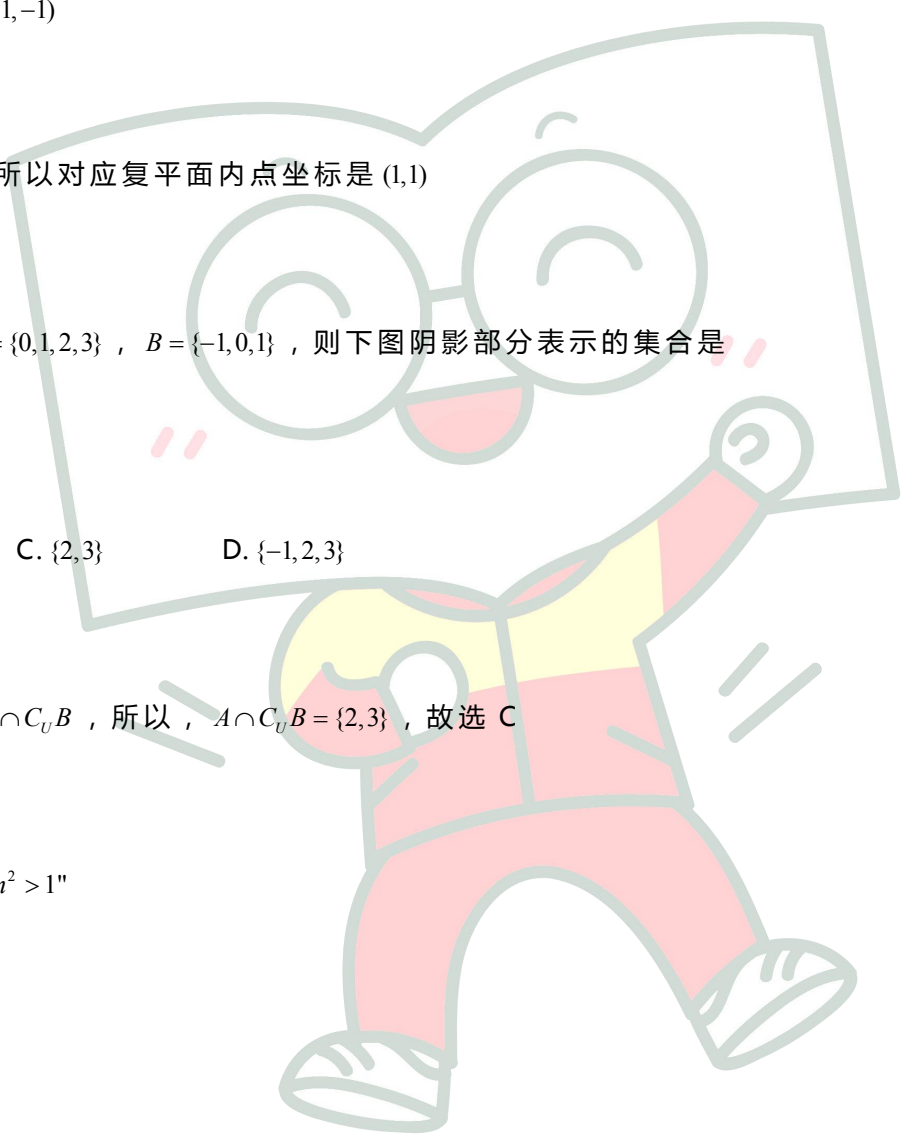 1,−1)
所以对应复平面内点坐标是 (1,1)
= {0,1,2,3} ， B = {−1,0,1} ，则下图阴影部分表示的集合是
C. {2,3} D. {−1,2,3}
∩C_U B ，所以， A∩C_U B = {2,3} ，故选 C
² > 1"